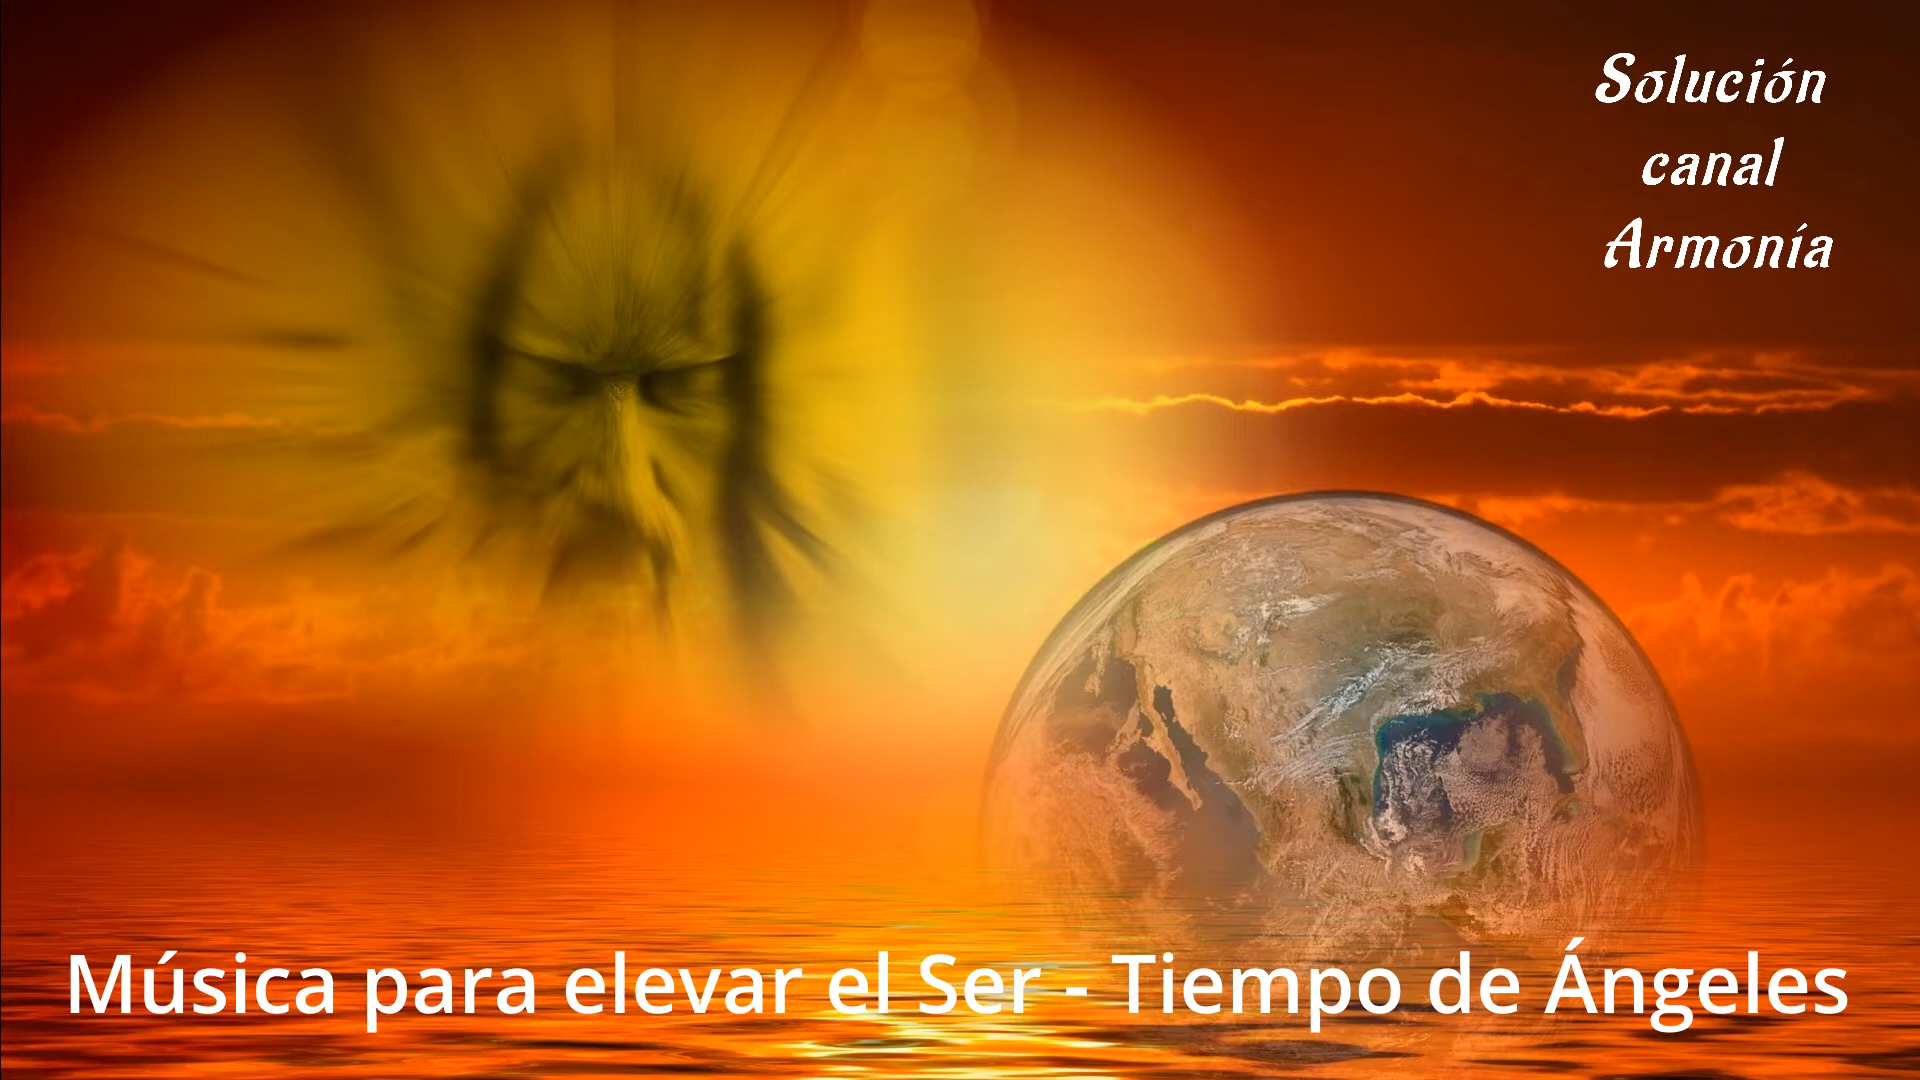 Solución
canal
Armonía
Música para elevar el Ser - Tiempo de Ángeles